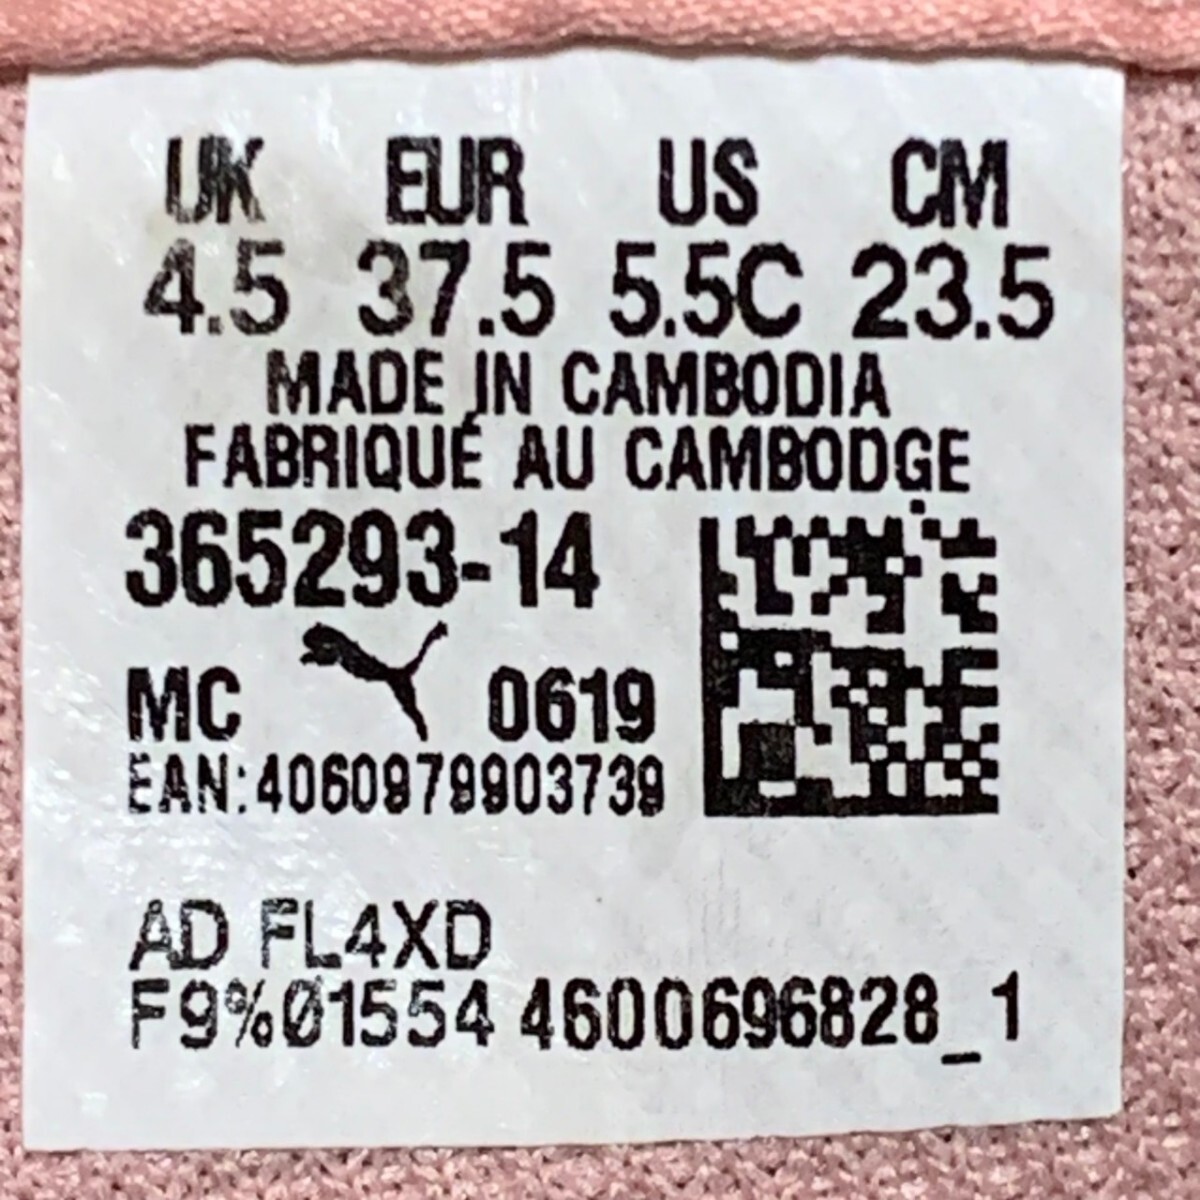 UK EUR US CM
4.5 37.5 5.5C 23.5
MADE IN CAMBODIA
FABRIQUÉ AU CAMBODGE
365293-14
MC 0619
EAN:4060979903739
AD FL4XD
F9%01554 4600696828_1